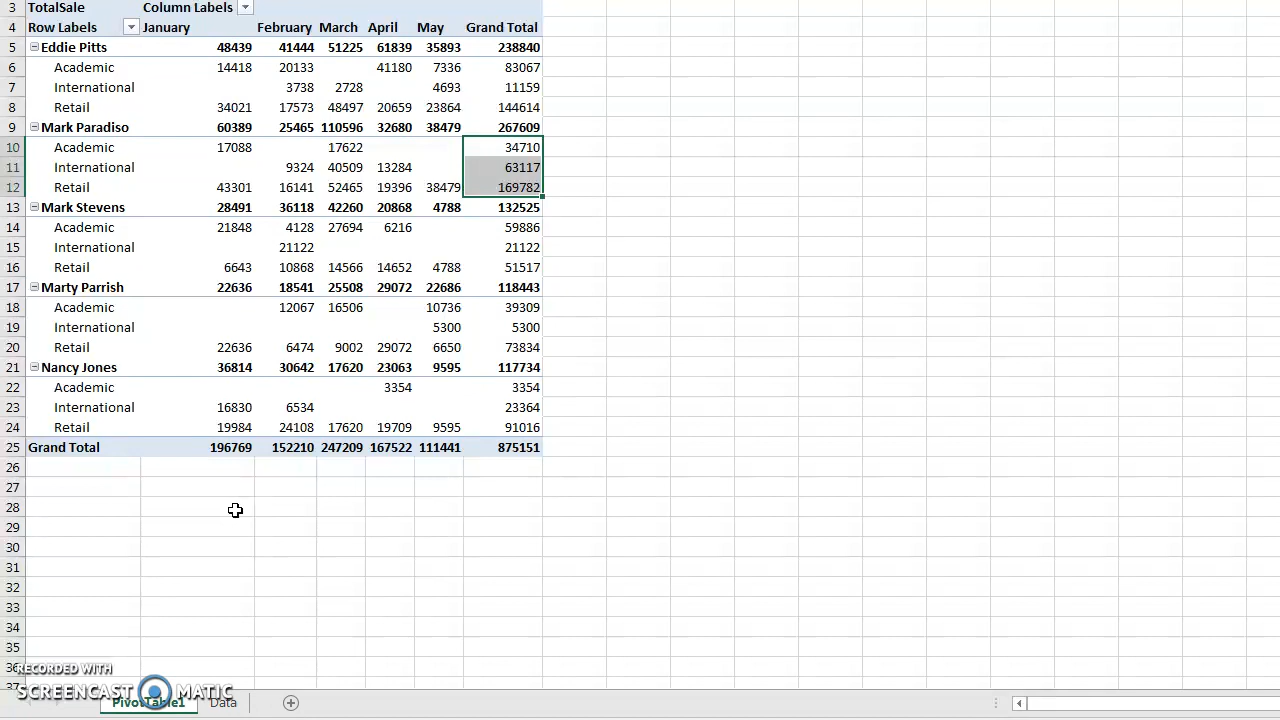 3 TotalSale Column Labels
4 Row Labels January February March April May Grand Total
5 Eddie Pitts 48439 41444 51225 61839 35893 238840
6 Academic 14418 20133 41180 7336 83067
7 International 3738 2728 4693 11159
8 Retail 34021 17573 48497 20659 23864 144614
9 Mark Paradiso 60389 25465 110596 32680 38479 267609
10 Academic 17088 17622 34710
11 International 9324 40509 13284 63117
12 Retail 43301 16141 52465 19396 38479 169782
13 Mark Stevens 28491 36118 42260 20868 4788 132525
14 Academic 21848 4128 27694 6216 59886
15 International 21122 21122
16 Retail 6643 10868 14566 14652 4788 51517
17 Marty Parrish 22636 18541 25508 29072 22686 118443
18 Academic 12067 16506 10736 39309
19 International 5300 5300
20 Retail 22636 6474 9002 29072 6650 73834
21 Nancy Jones 36814 30642 17620 23063 9595 117734
22 Academic 3354 3354
23 International 16830 6534 23364
24 Retail 19984 24108 17620 19709 9595 91016
25 Grand Total 196769 152210 247209 167522 111441 875151
26
27
28
29
30
31
32
33
34
35
36
37
RECORDED WITH
SCREENCAST MATIC
PivotTable1 Data